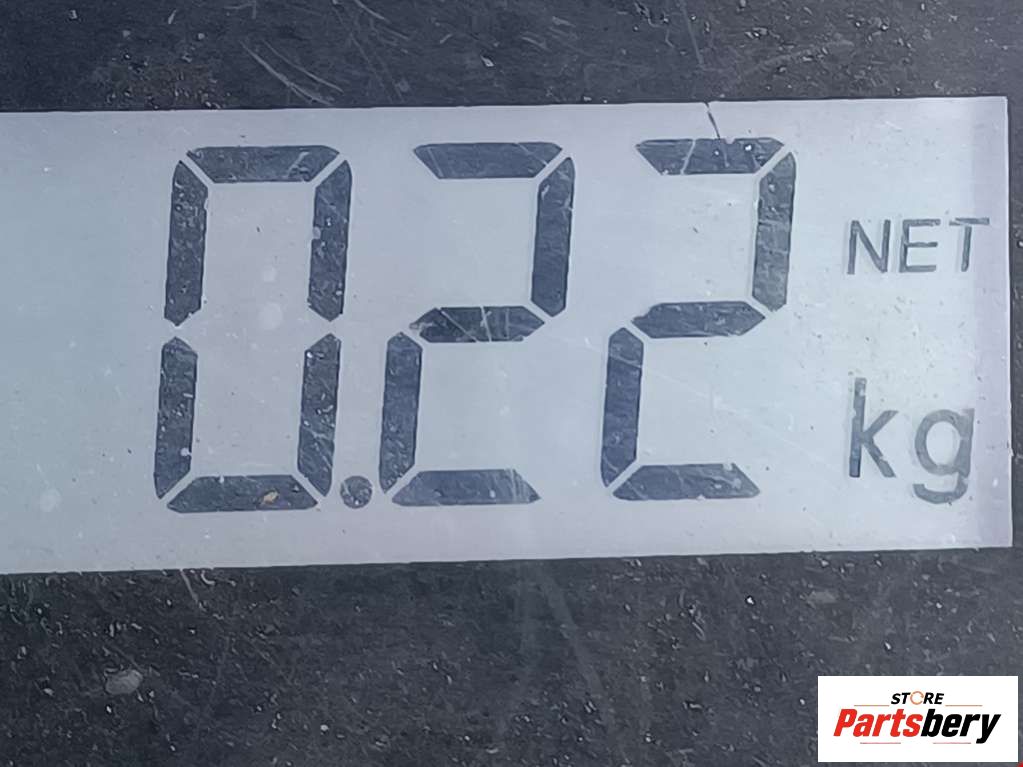 0.22 NET
kg
STORE
Partsbery